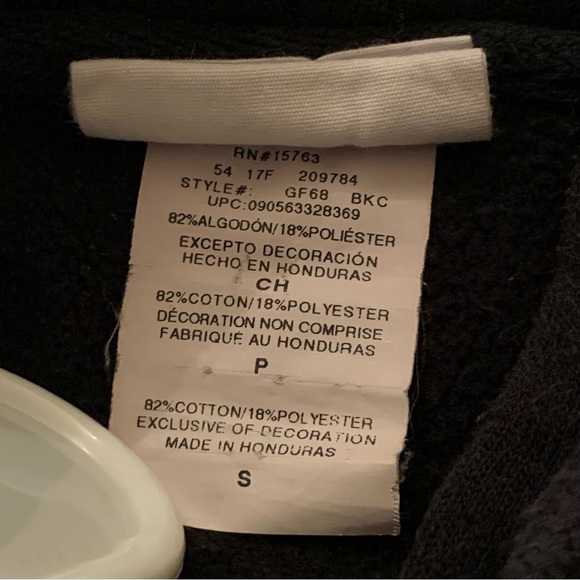 RN#15763
54 17F 209784
STYLE#: GF68 BKC
UPC:090563328369
82%ALGODÓN/18%POLIÉSTER
EXCEPTO DECORACIÓN
HECHO EN HONDURAS
CH
82%COTON/18%POLYESTER
DÉCORATION NON COMPRISE
FABRIQUÉ AU HONDURAS
P
82%COTTON/18%POLYESTER
EXCLUSIVE OF DECORATION
MADE IN HONDURAS
S